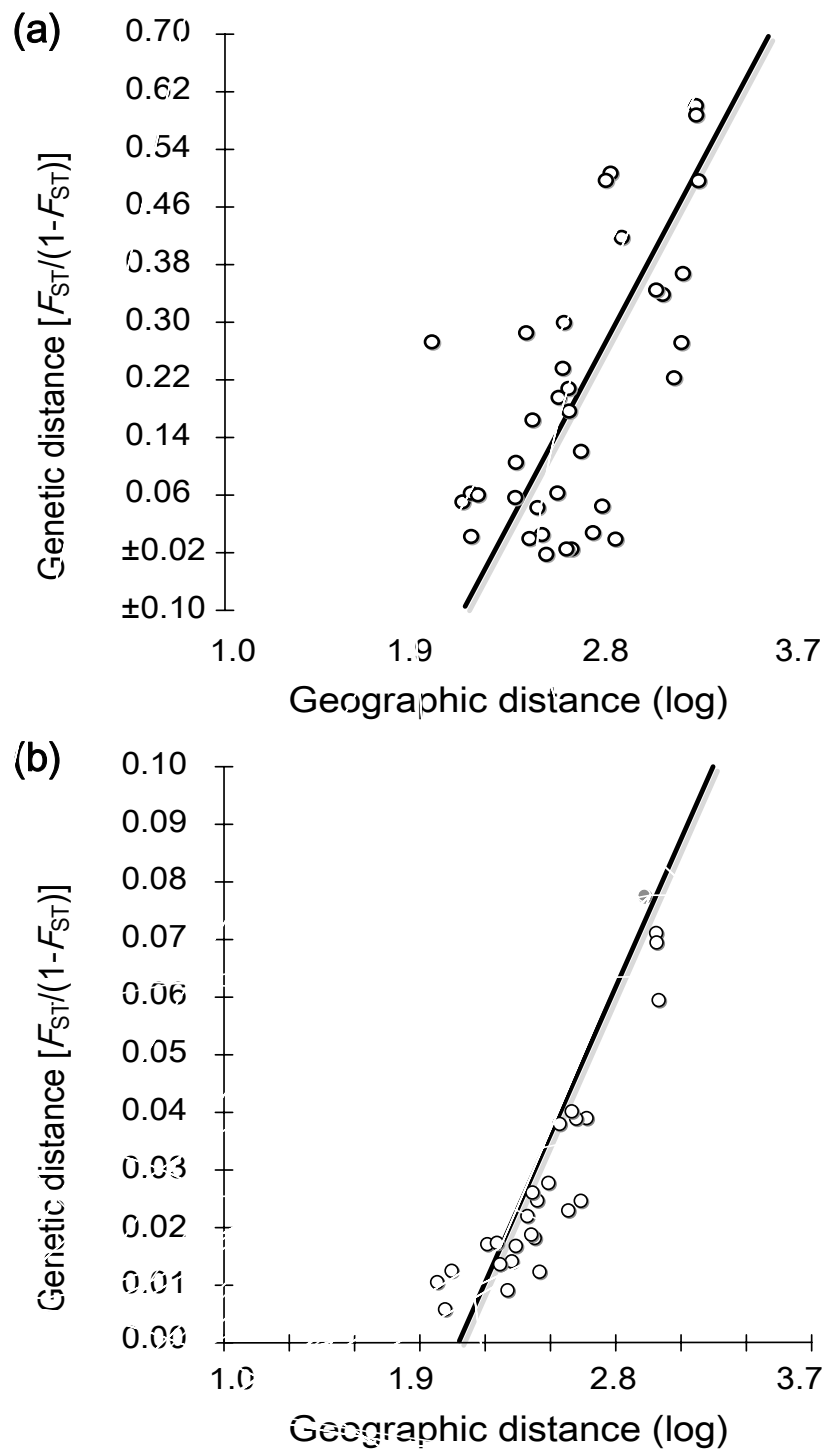 (a)
0.70
0.62
0.54
0.46
0.38
0.30
0.22
0.14
0.06
±0.02
±0.10
Genetic distance [FST/(1-FST)]
1.0 1.9 2.8 3.7
Geographic distance (log)
(b)
0.10
0.09
0.08
0.07
0.06
0.05
0.04
0.03
0.02
0.01
0.00
Genetic distance [FST/(1-FST)]
1.0 1.9 2.8 3.7
Geographic distance (log)